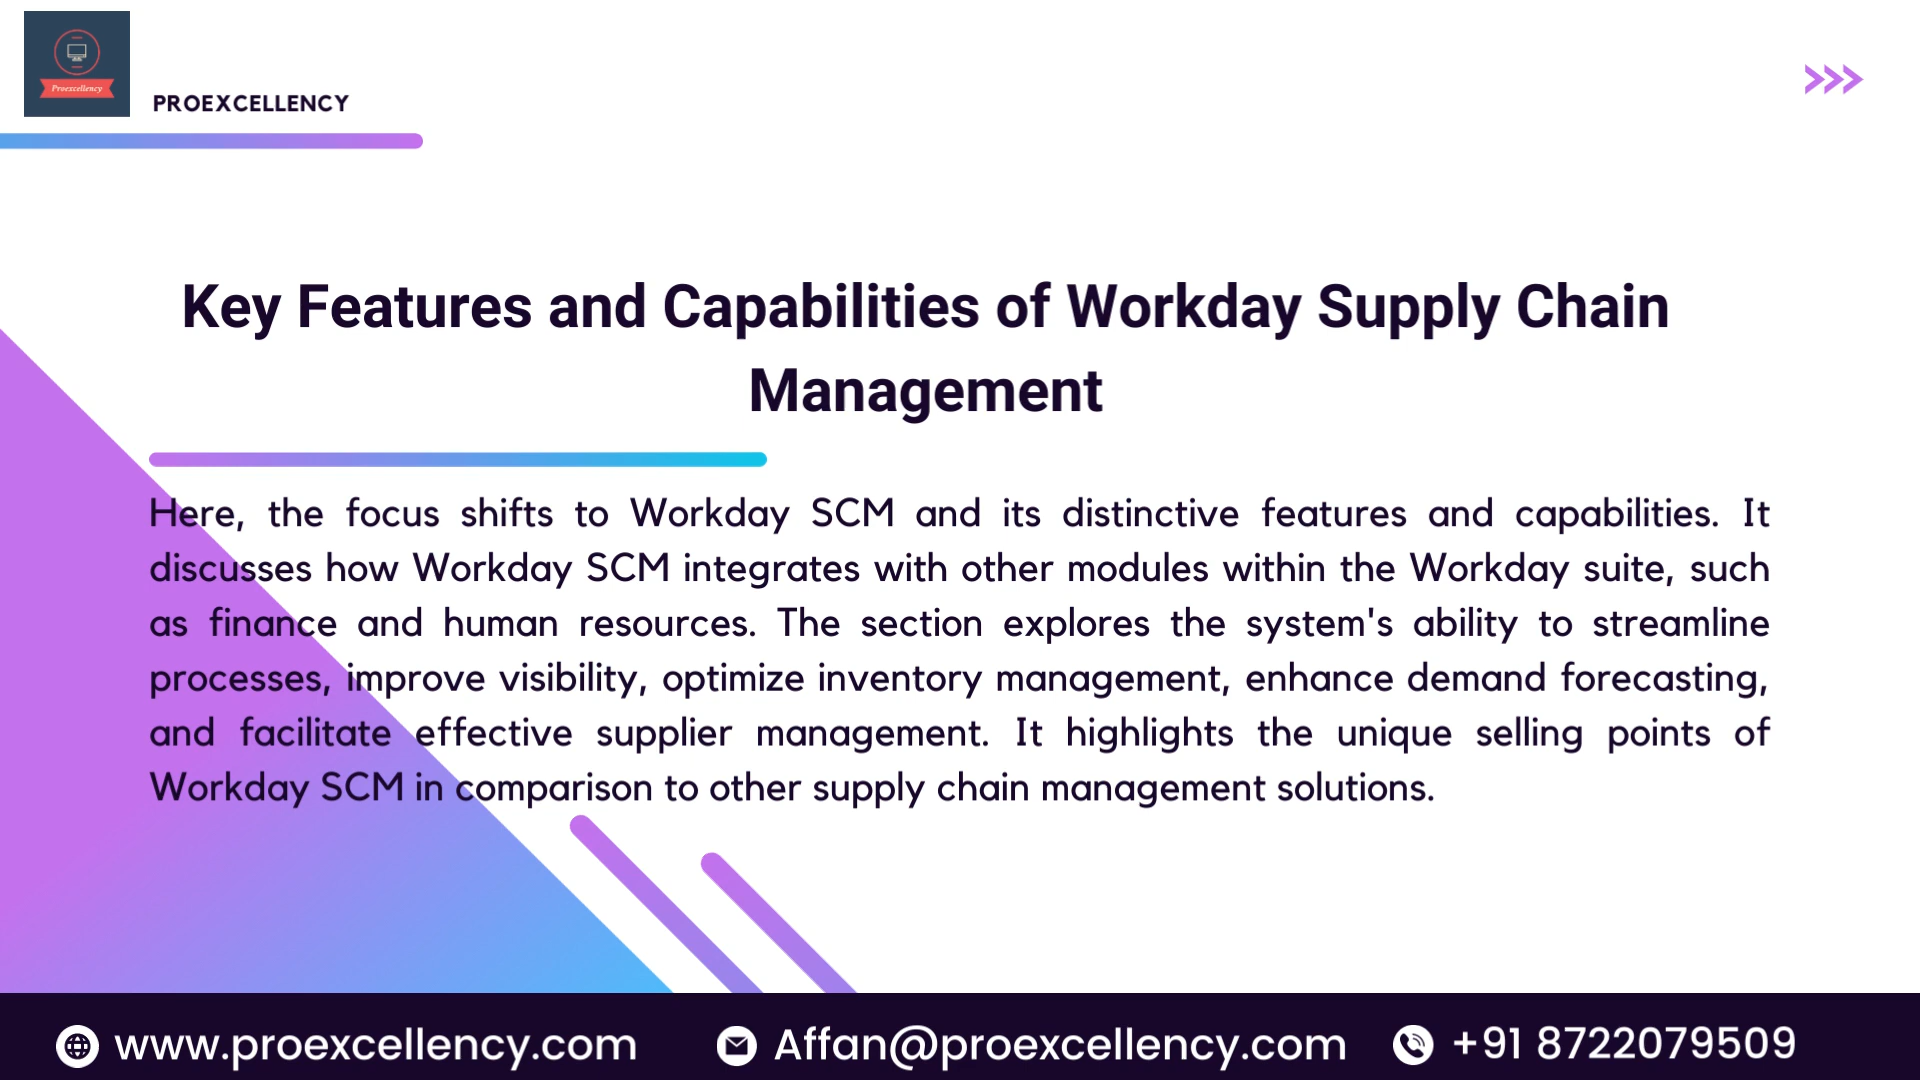 Proexcellency
PROEXCELLENCY
Key Features and Capabilities of Workday Supply Chain
Management
Here, the focus shifts to Workday SCM and its distinctive features and capabilities. It
discusses how Workday SCM integrates with other modules within the Workday suite, such
as finance and human resources. The section explores the system's ability to streamline
processes, improve visibility, optimize inventory management, enhance demand forecasting,
and facilitate effective supplier management. It highlights the unique selling points of
Workday SCM in comparison to other supply chain management solutions.
www.proexcellency.com
Affan@proexcellency.com
+91 8722079509